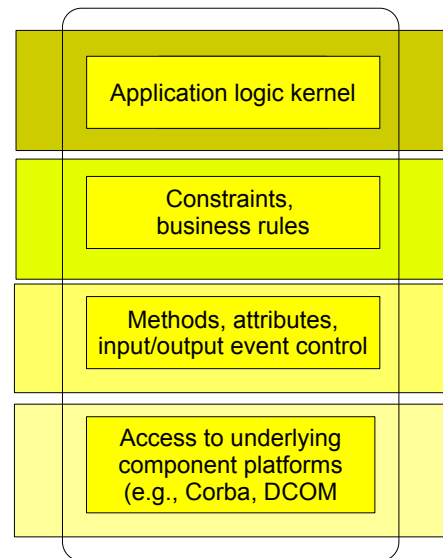 Application logic kernel
Constraints,
business rules
Methods, attributes,
input/output event control
Access to underlying
component platforms
(e.g., Corba, DCOM